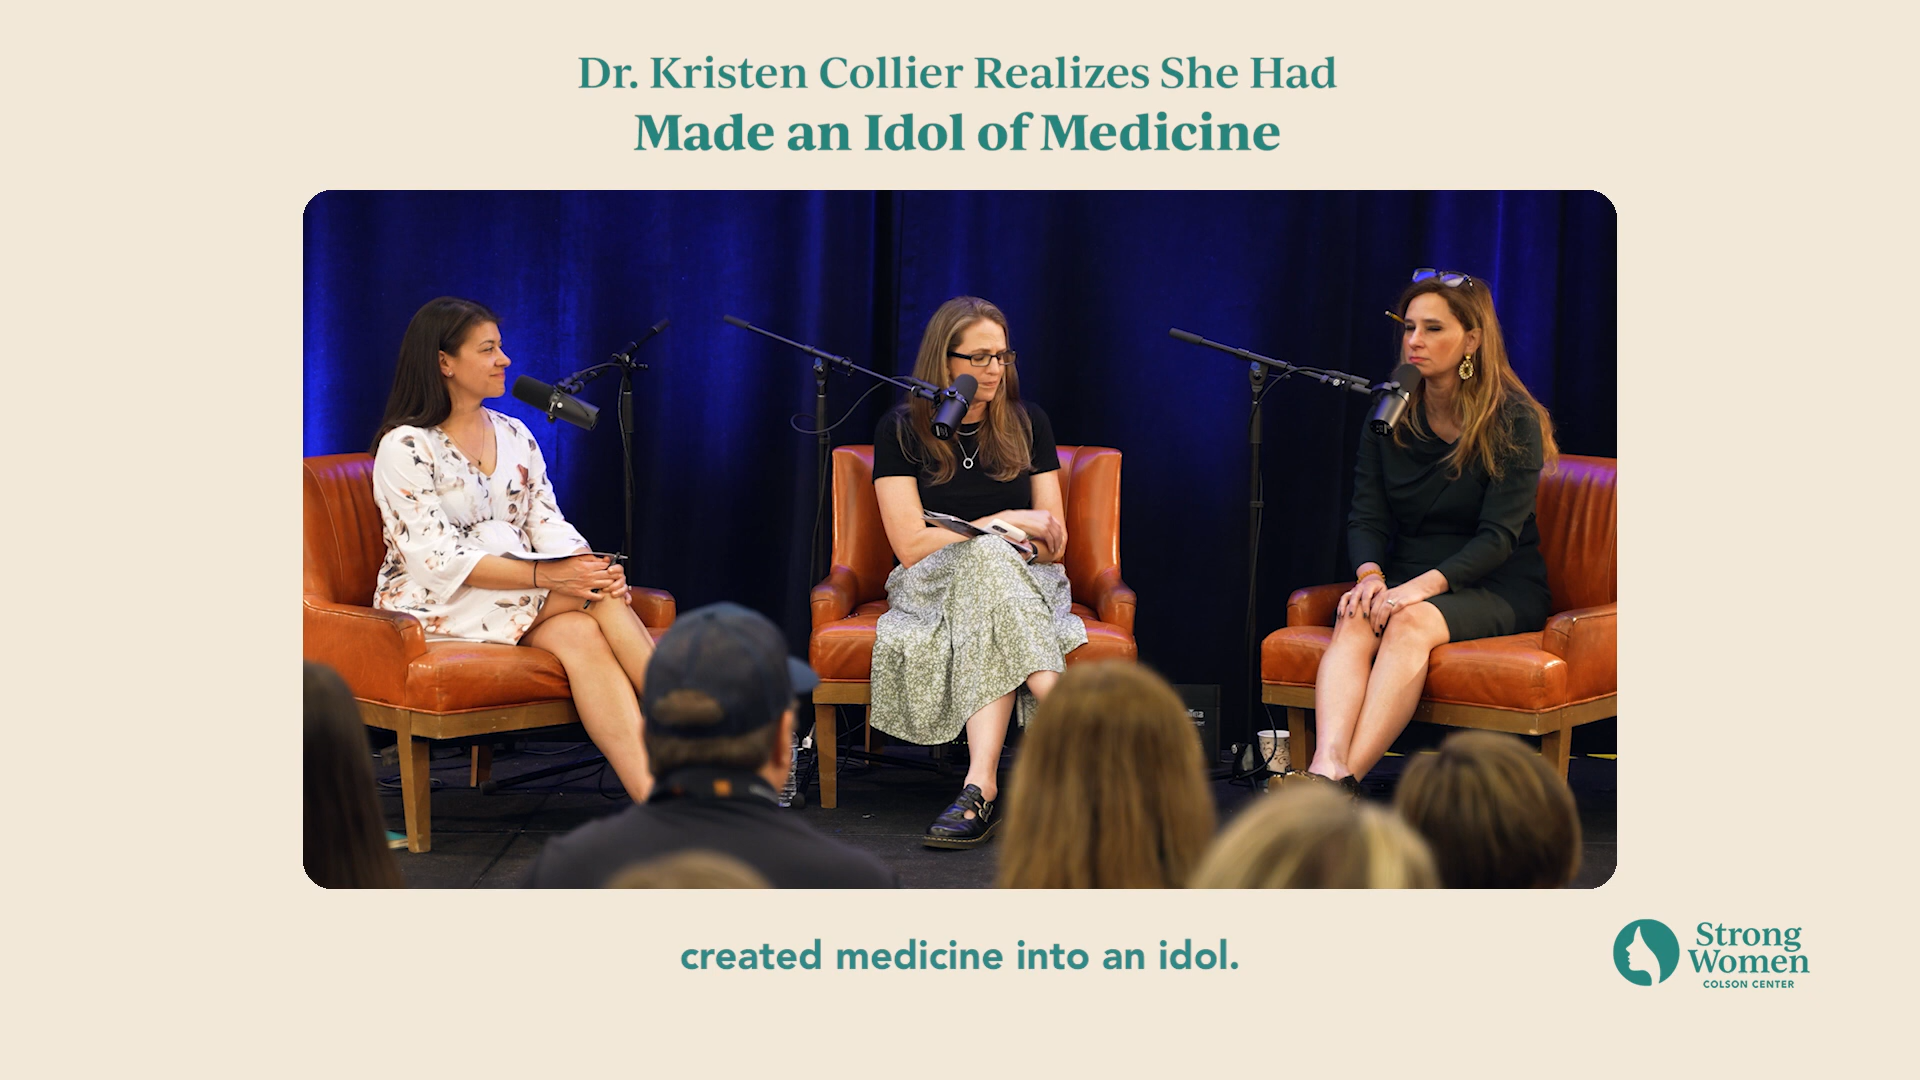 Dr. Kristen Collier Realizes She Had
Made an Idol of Medicine
created medicine into an idol.
Strong
Women
COLSON CENTER